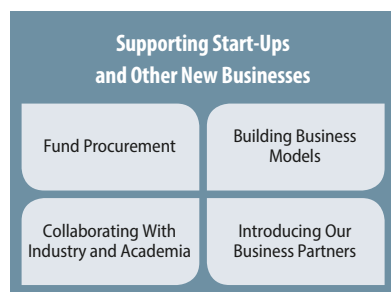 Supporting Start-Ups
and Other New Businesses
Fund Procurement
Building Business
Models
Collaborating With
Industry and Academia
Introducing Our
Business Partners